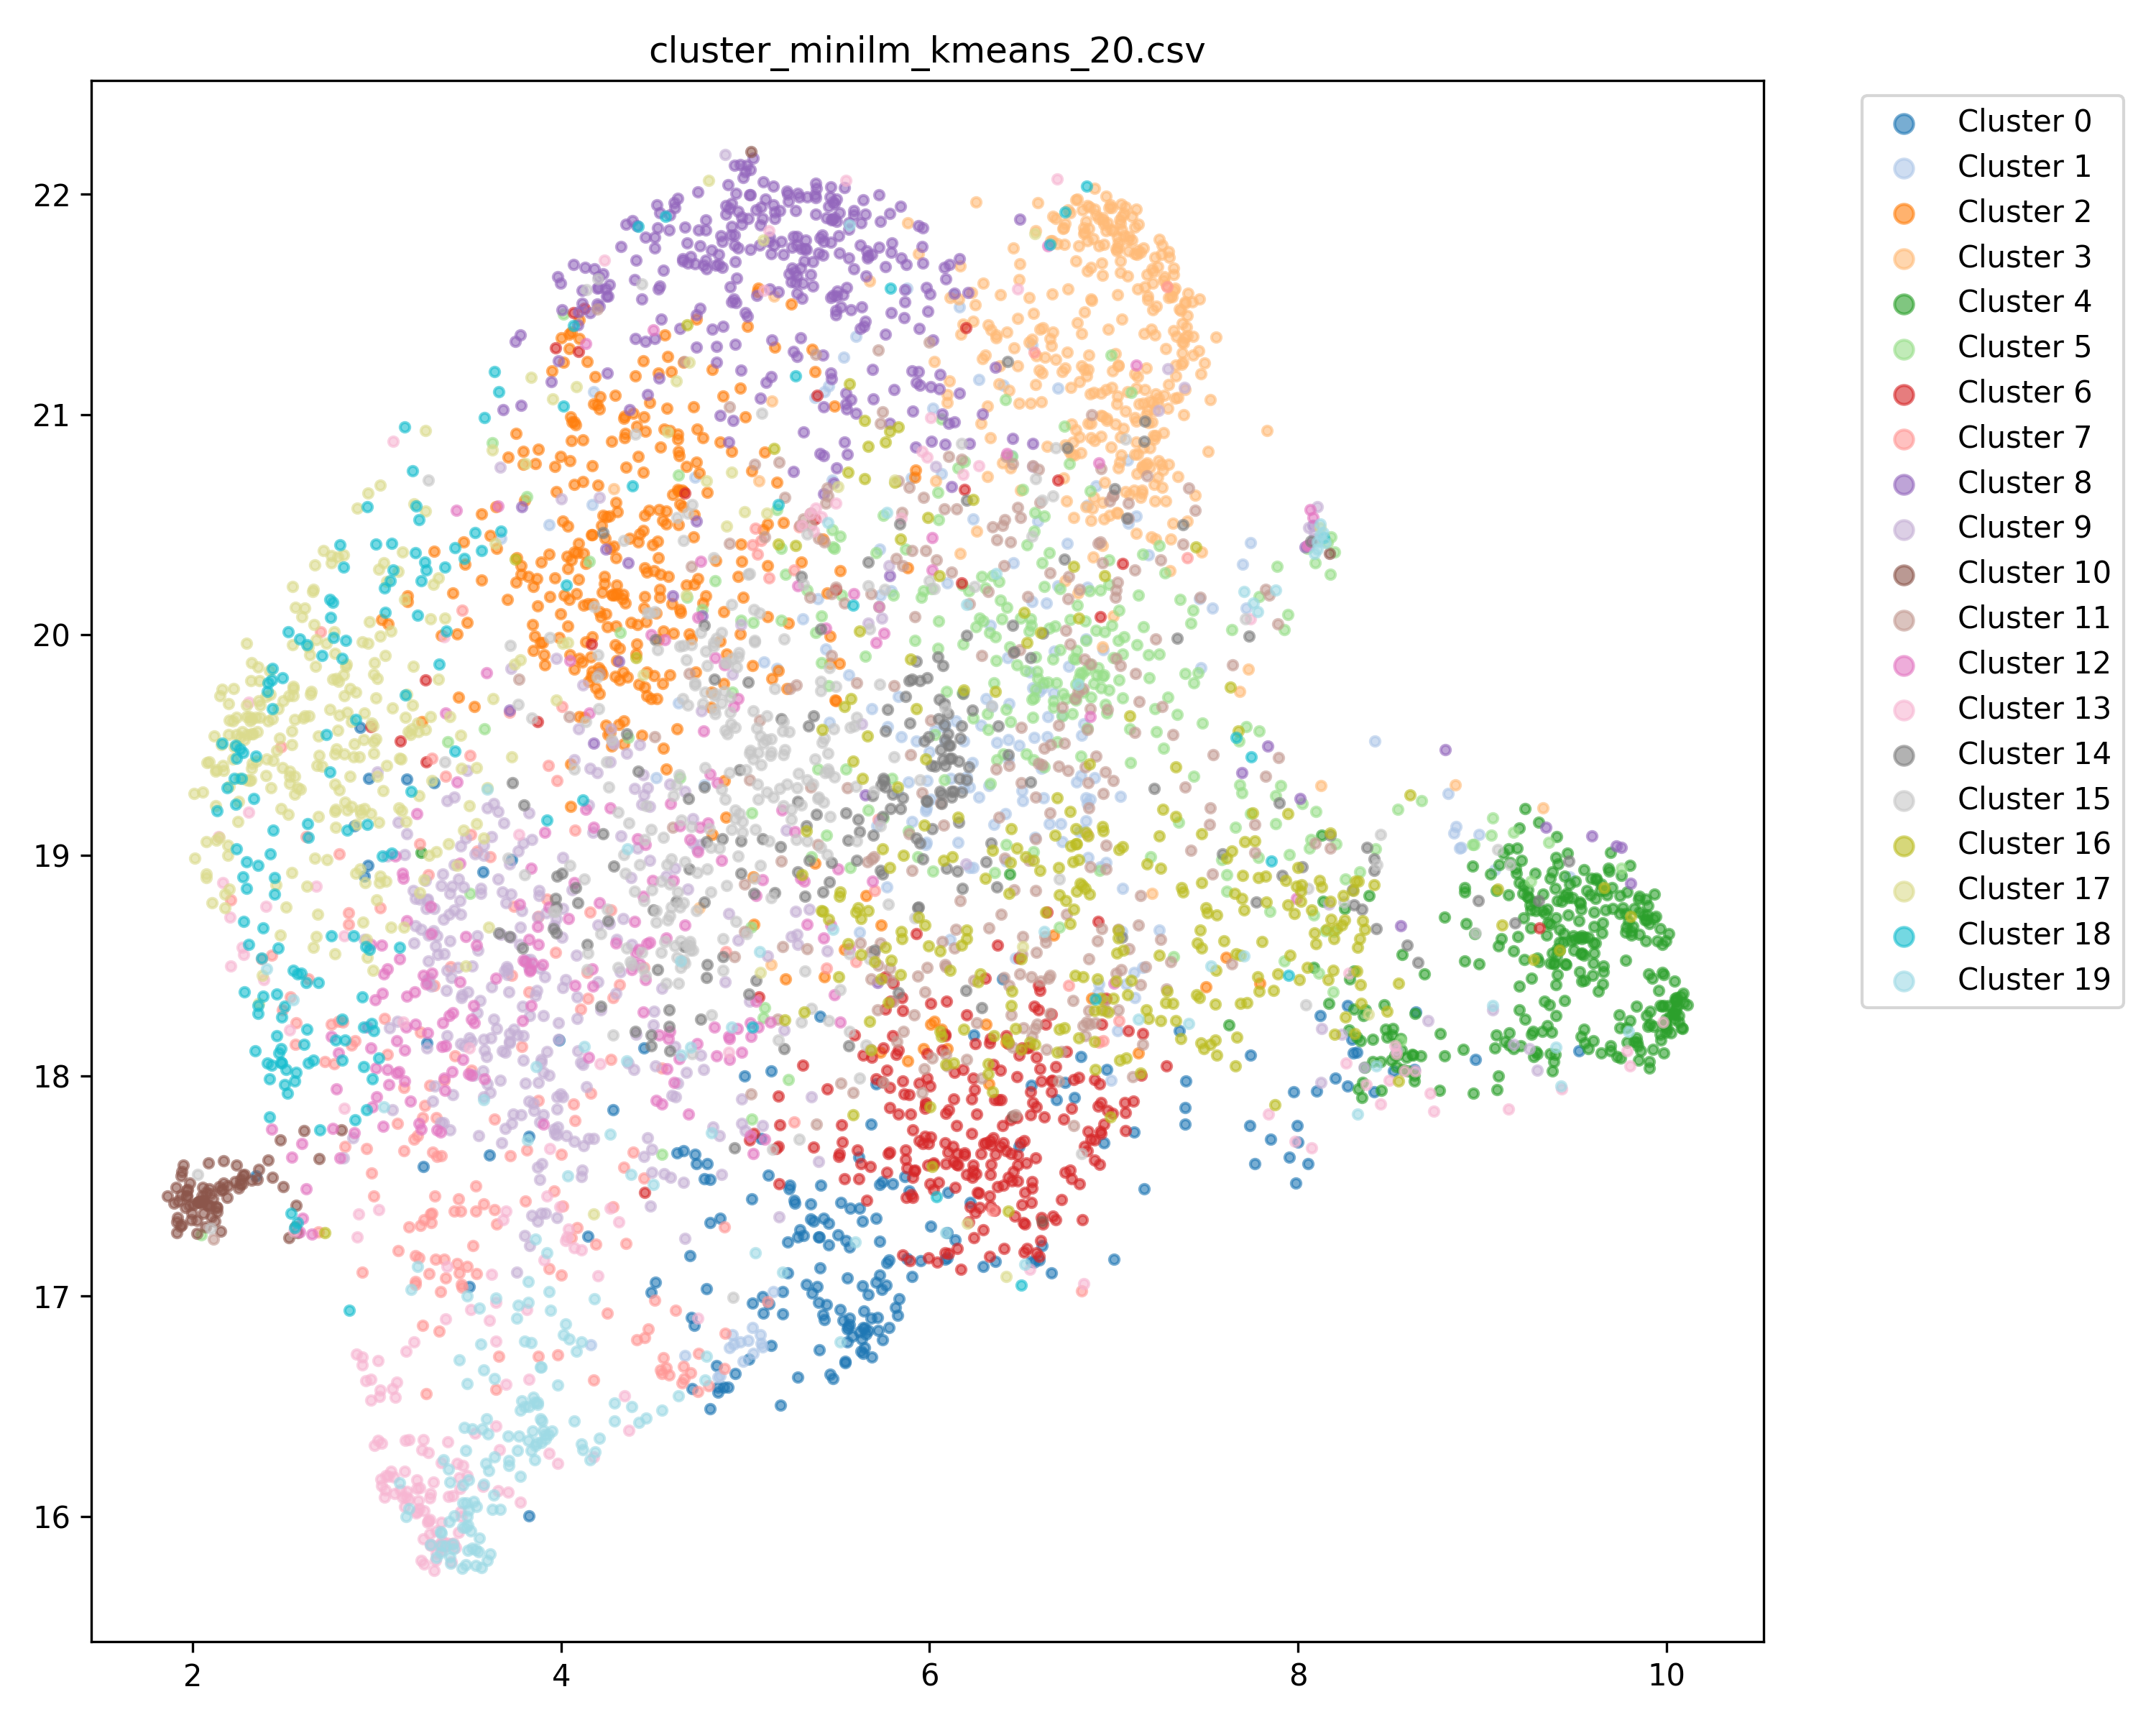 cluster_minilm_kmeans_20.csv
22
21
20
19
18
17
16
2
4
6
8
10
Cluster 0
Cluster 1
Cluster 2
Cluster 3
Cluster 4
Cluster 5
Cluster 6
Cluster 7
Cluster 8
Cluster 9
Cluster 10
Cluster 11
Cluster 12
Cluster 13
Cluster 14
Cluster 15
Cluster 16
Cluster 17
Cluster 18
Cluster 19